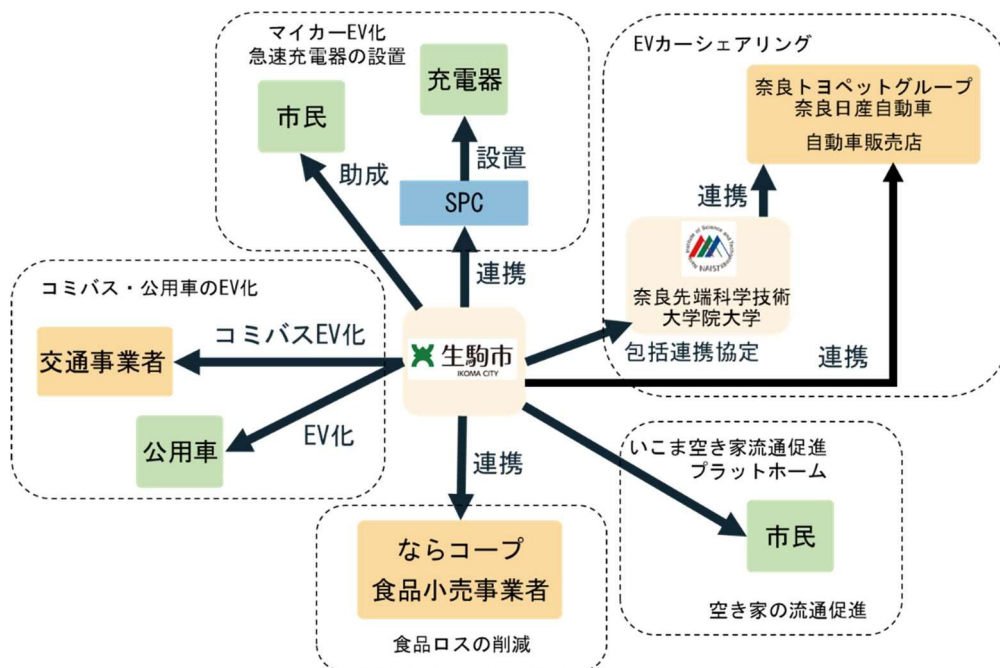 マイカーEV化
急速充電器の設置
市民
充電器
助成
設置
SPC
連携
EVカーシェアリング
奈良トヨペットグループ
奈良日産自動車
自動車販売店
連携
NAIST
奈良先端科学技術
大学院大学
包括連携協定
連携
コミバス・公用車のEV化
交通事業者
コミバスEV化
公用車
EV化
生駒市
IKOMA CITY
連携
ならコープ
食品小売事業者
食品ロスの削減
いこま空き家流通促進
プラットホーム
市民
空き家の流通促進